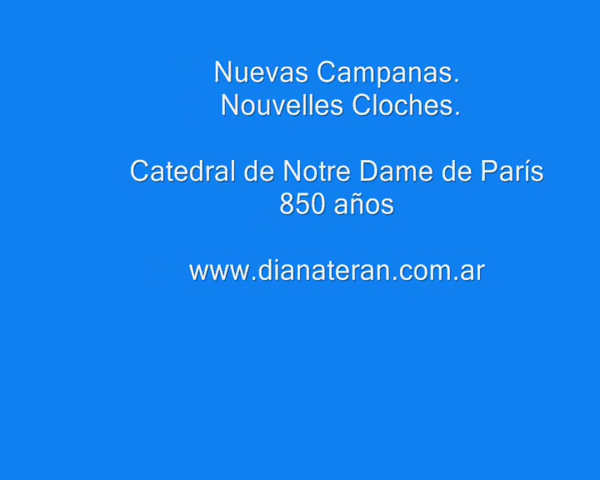 Nuevas Campanas.
Nouvelles Cloches.
Catedral de Notre Dame de París
850 años
www.dianateran.com.ar